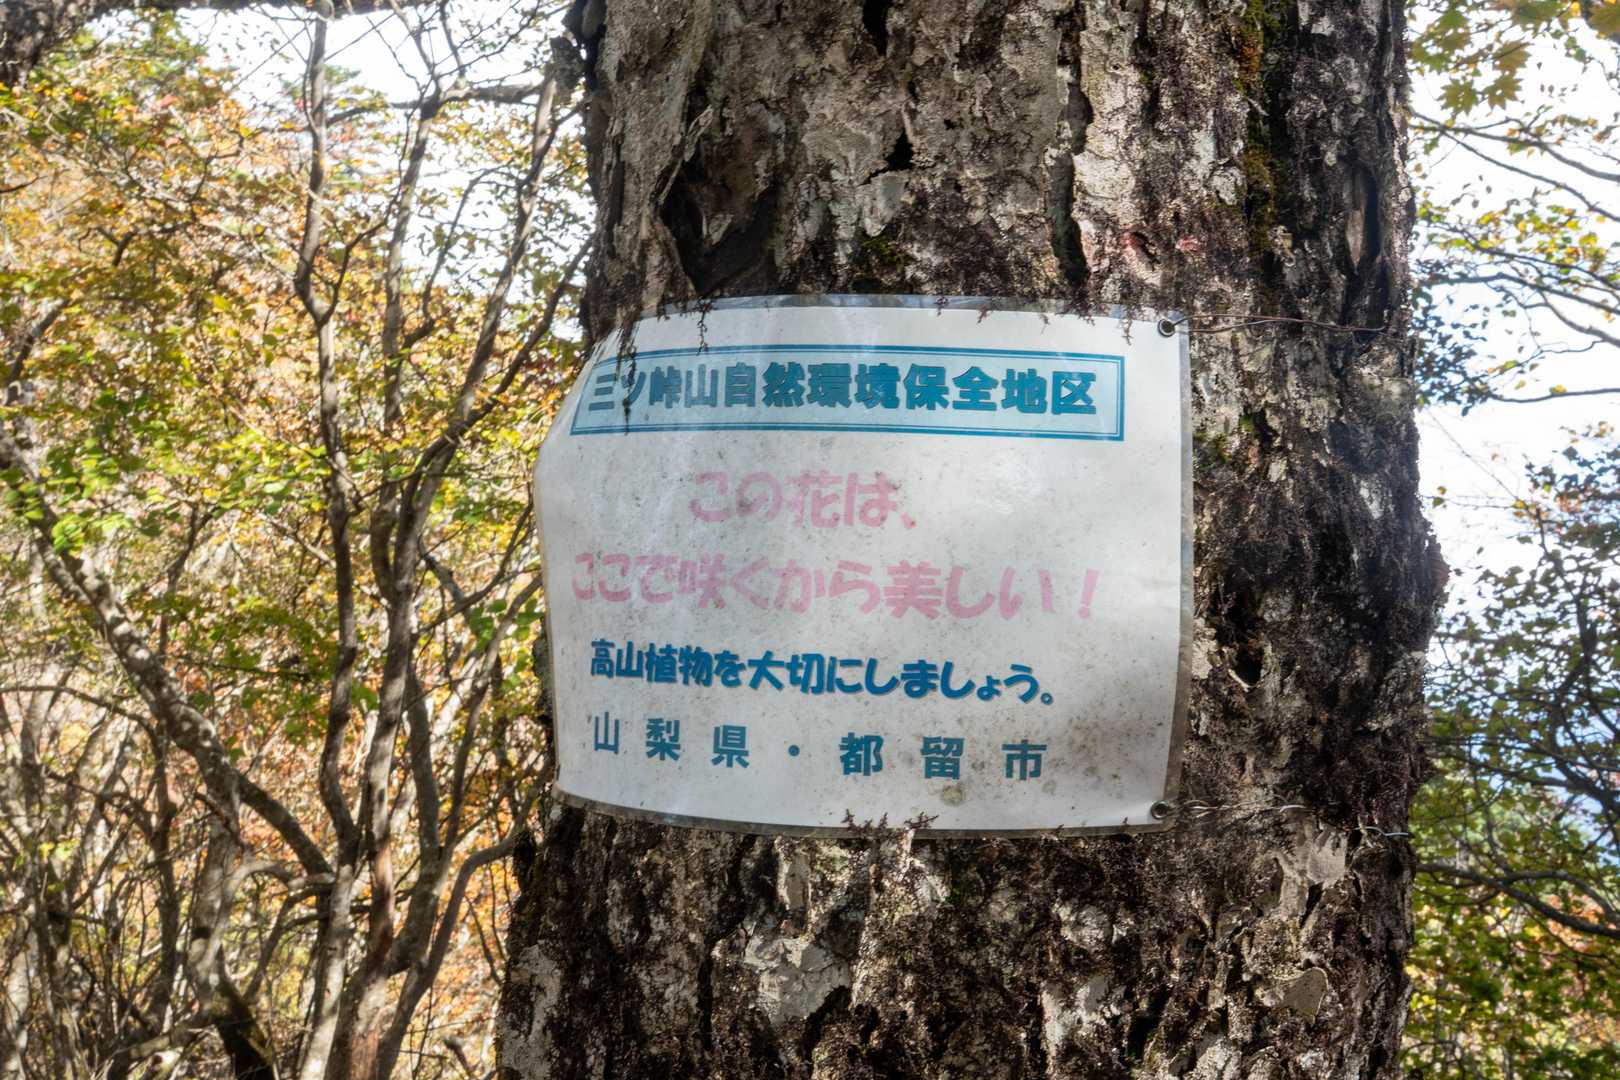 三ツ峠山自然環境保全地区
この花は、
ここで咲くから美しい！
高山植物を大切にしましょう。
山梨県・都留市